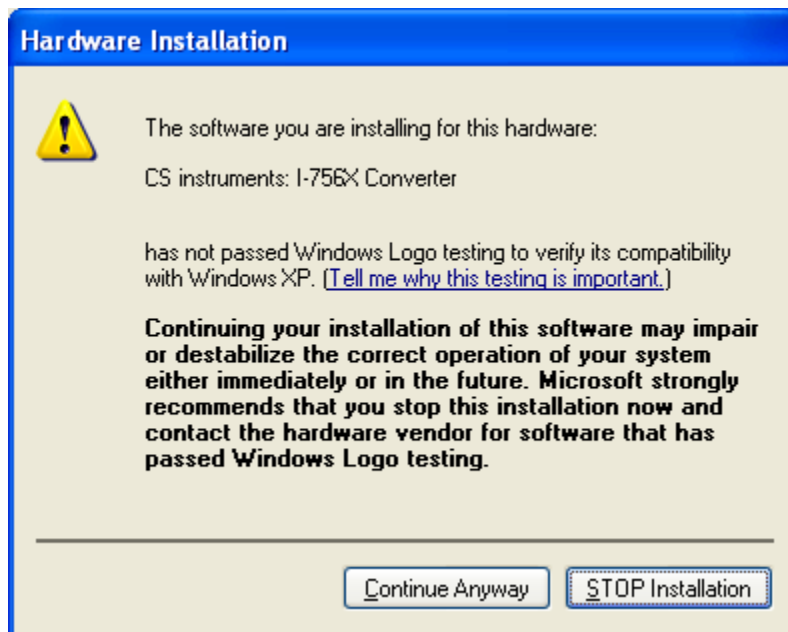 Hardware Installation
The software you are installing for this hardware:
CS instruments: I-756X Converter
has not passed Windows Logo testing to verify its compatibility
with Windows XP. (Tell me why this testing is important.)
Continuing your installation of this software may impair
or destabilize the correct operation of your system
either immediately or in the future. Microsoft strongly
recommends that you stop this installation now and
contact the hardware vendor for software that has
passed Windows Logo testing.
Continue Anyway
STOP Installation